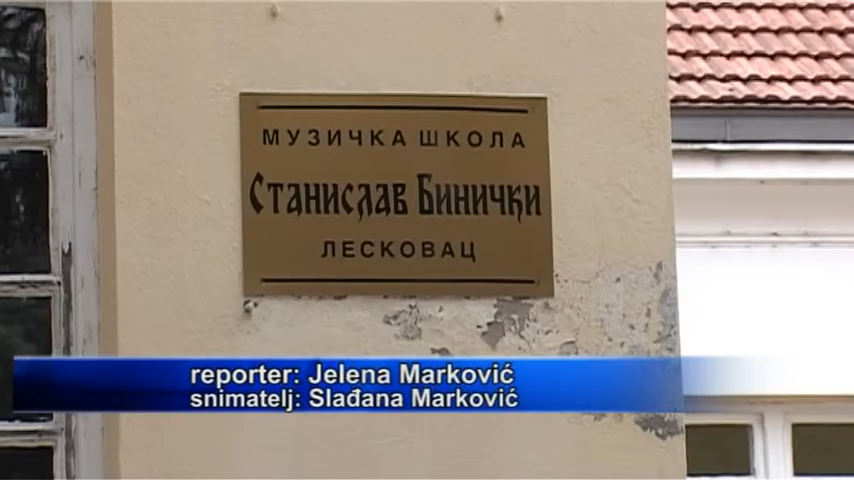 МУЗИЧКА ШКОЛА
Станислав Бинички
ЛЕСКОВАЦ
reporter: Jelena Marković
snimatelj: Slađana Marković